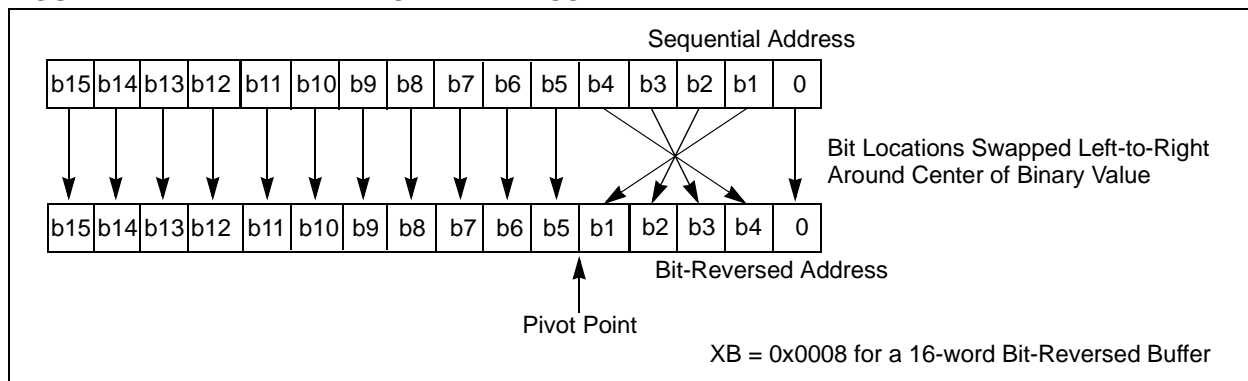 Sequential Address
b15 b14 b13 b12 b11 b10 b9 b8 b7 b6 b5 b4 b3 b2 b1 0
Bit Locations Swapped Left-to-Right
Around Center of Binary Value
b15 b14 b13 b12 b11 b10 b9 b8 b7 b6 b5 b1 b2 b3 b4 0
Bit-Reversed Address
Pivot Point
XB = 0x0008 for a 16-word Bit-Reversed Buffer